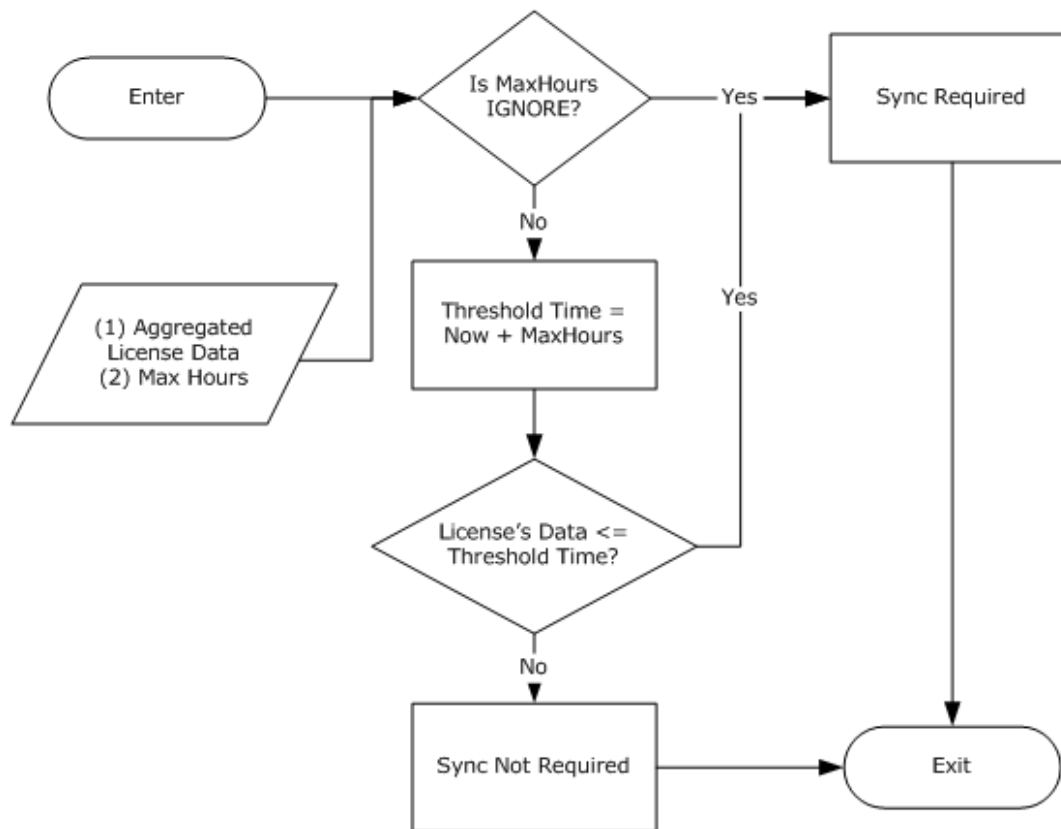 Enter
Is MaxHours
IGNORE?
Yes
Sync Required
No
(1) Aggregated
License Data
(2) Max Hours
Threshold Time =
Now + MaxHours
Yes
License's Data <=
Threshold Time?
No
Sync Not Required
Exit